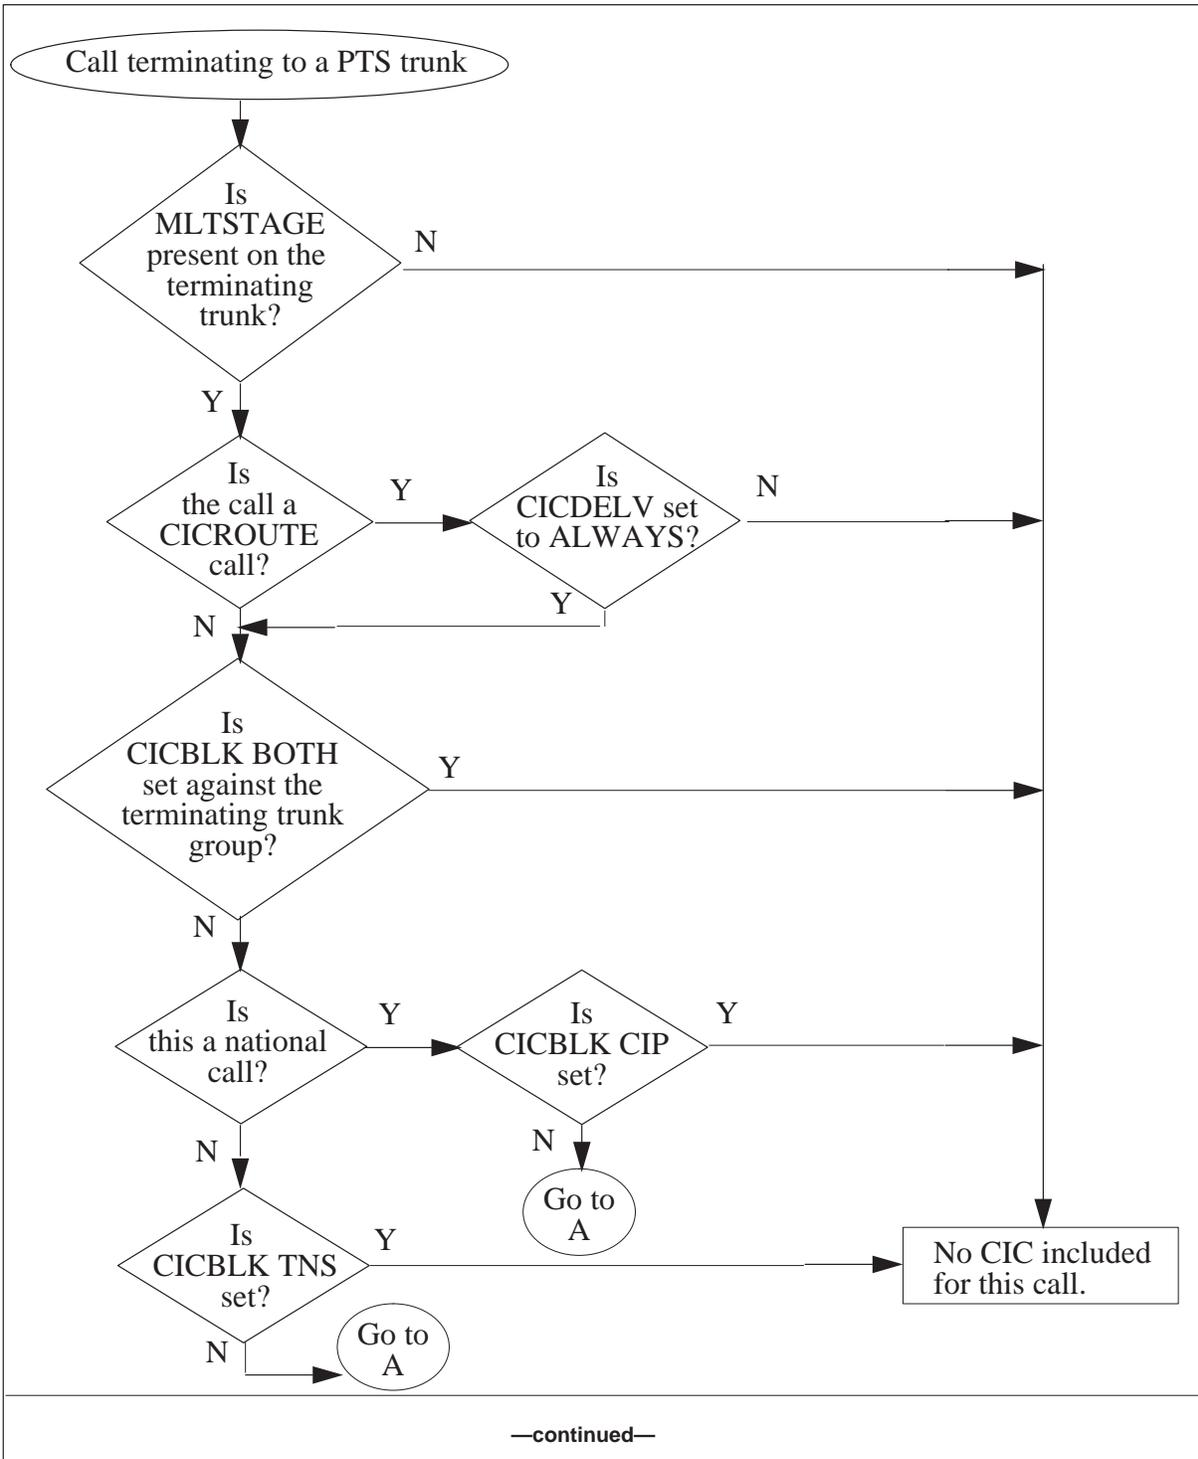 Call terminating to a PTS trunk
Is
MLTSTAGE
present on the
terminating
trunk?
N
Y
Is
the call a
CICROUTE
call?
Y
Is
CICDELV set
to ALWAYS?
N
Y
N
Is
CICBLK BOTH
set against the
terminating trunk
group?
Y
N
Is
this a national
call?
Y
Is
CICBLK CIP
set?
Y
N
N
Go to
A
Is
CICBLK TNS
set?
Y
No CIC included
for this call.
N
Go to
A
—continued—